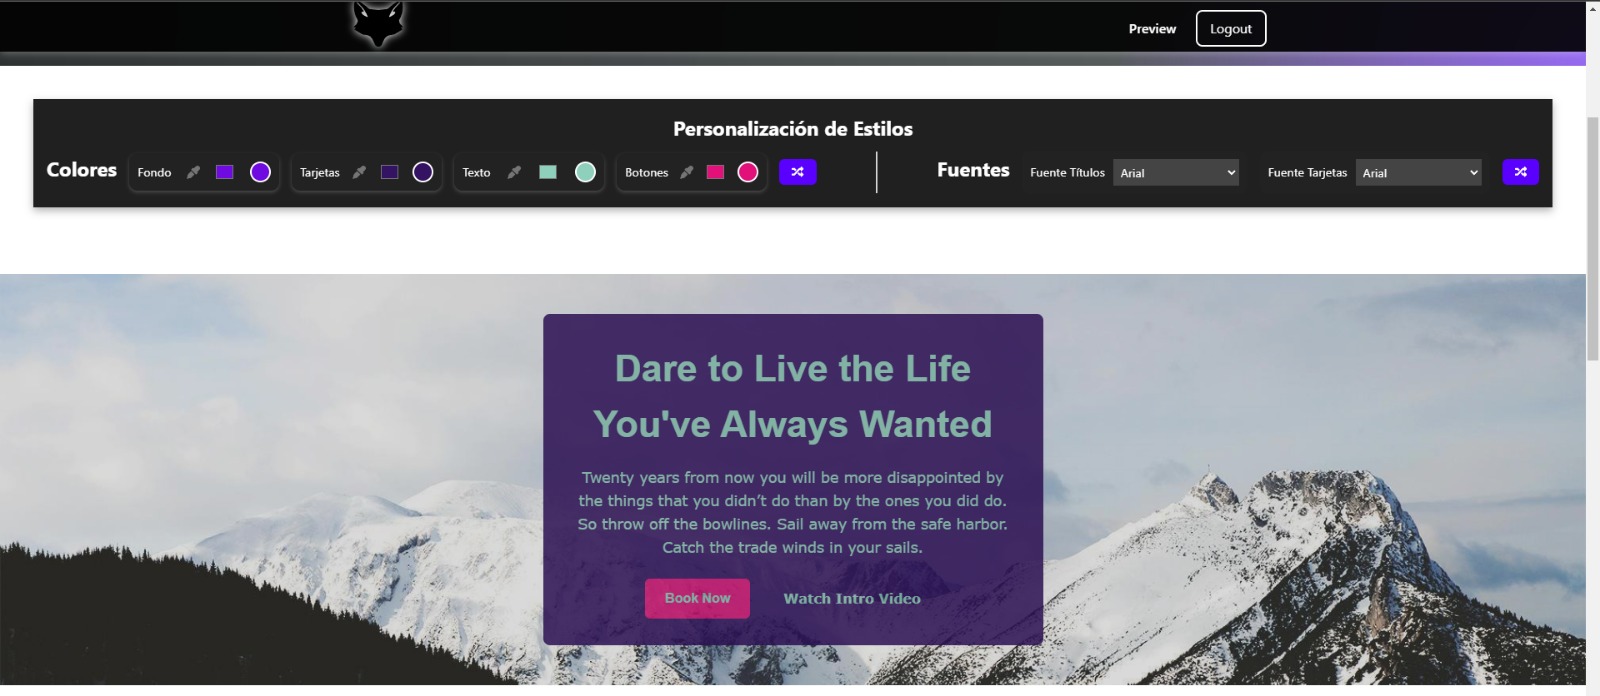 Preview Logout
Personalización de Estilos
Colores Fondo Tarjetas Texto Botones Fuentes Fuente Títulos Arial Fuente Tarjetas Arial
Dare to Live the Life
You've Always Wanted
Twenty years from now you will be more disappointed by
the things that you didn’t do than by the ones you did do.
So throw off the bowlines. Sail away from the safe harbor.
Catch the trade winds in your sails.
Book Now Watch Intro Video